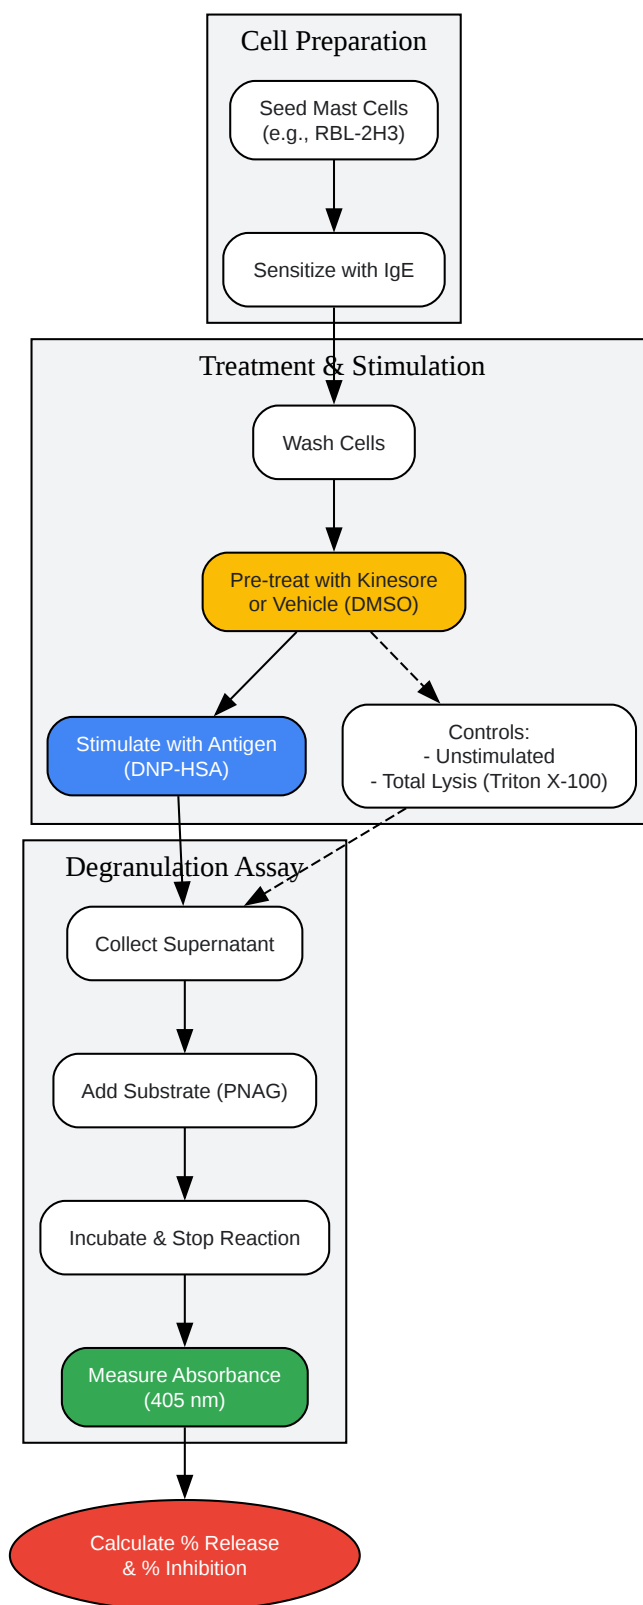 Cell Preparation
Seed Mast Cells
(e.g., RBL-2H3)
Sensitize with IgE
Treatment & Stimulation
Wash Cells
Pre-treat with Kinesore
or Vehicle (DMSO)
Stimulate with Antigen
(DNP-HSA)
Controls:
- Unstimulated
- Total Lysis (Triton X-100)
Degranulation Assay
Collect Supernatant
Add Substrate (PNAG)
Incubate & Stop Reaction
Measure Absorbance
(405 nm)
Calculate % Release
& % Inhibition